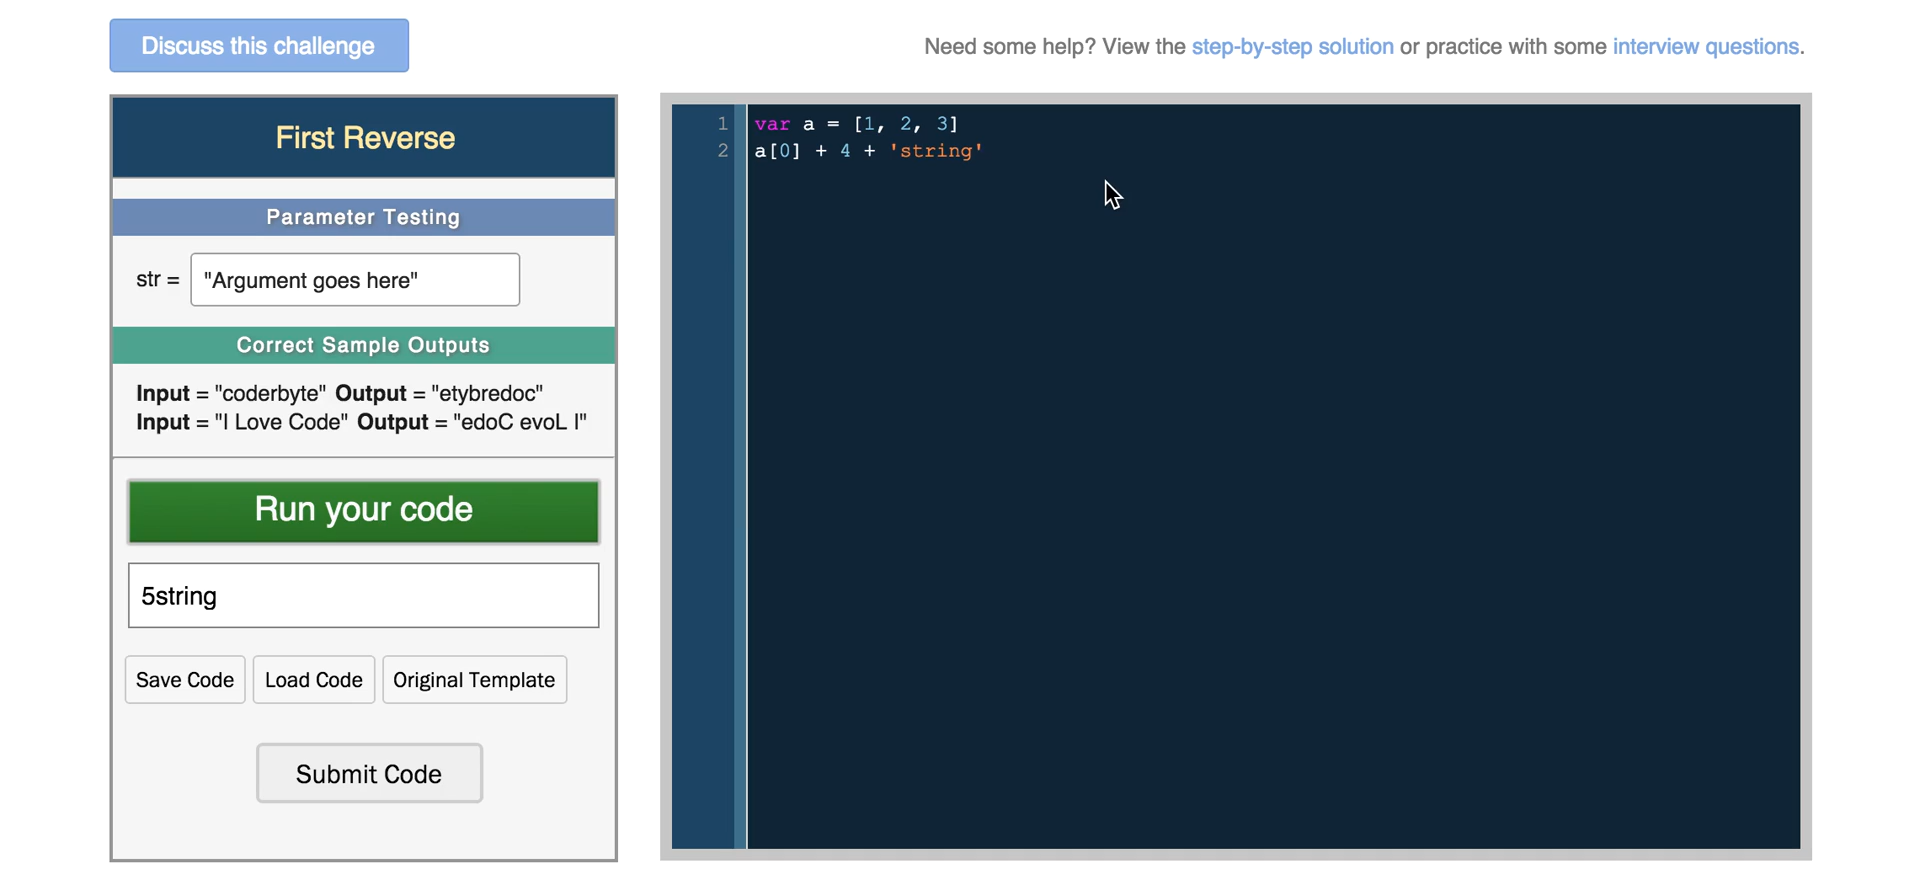 Discuss this challenge
Need some help? View the step-by-step solution or practice with some interview questions.
First Reverse
Parameter Testing
str = "Argument goes here"
Correct Sample Outputs
Input = "coderbyte" Output = "etybredoc"
Input = "I Love Code" Output = "edoC evoL I"
Run your code
5string
Save Code Load Code Original Template
Submit Code
1 var a = [1, 2, 3]
2 a[0] + 4 + 'string'